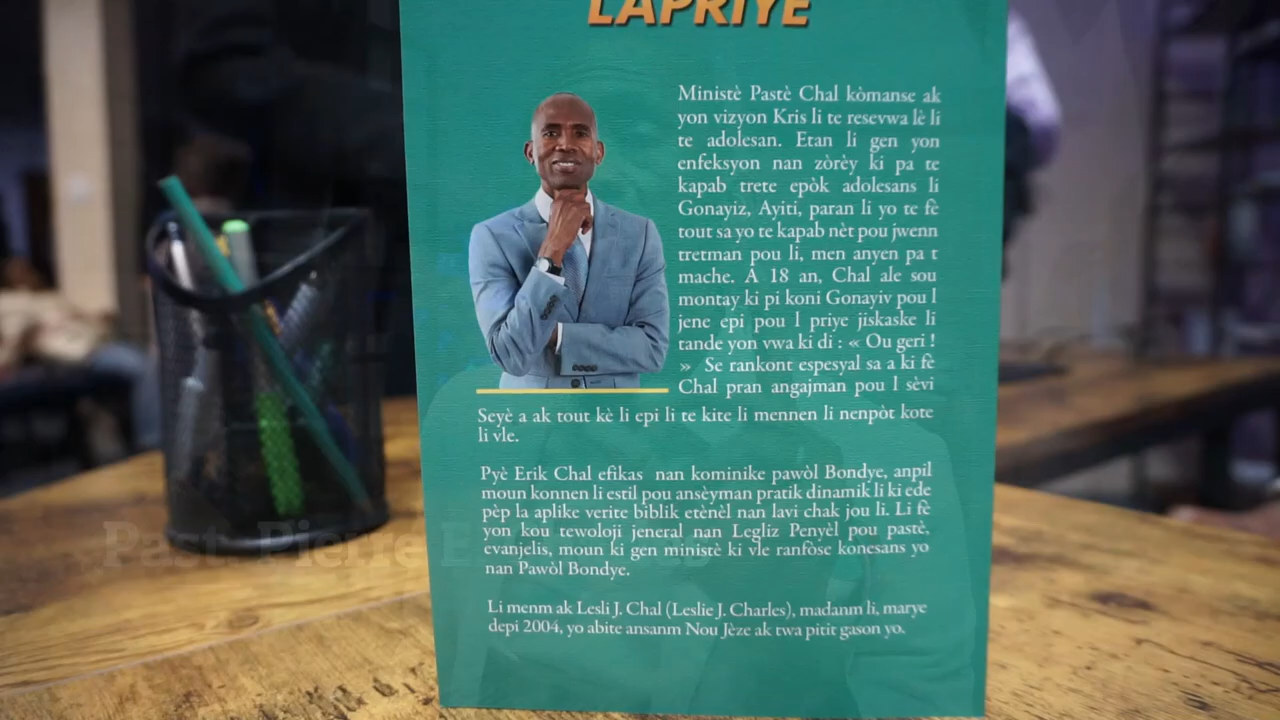 LAPRIYE
Ministè Pastè Chal kòmanse ak
yon vizyon Kris li te resevwa lè li
te adolesan. Etan li gen yon
enfeksyon nan zòrèy ki pa te
kapab trete epòk adolesans li
Gonayiz, Ayiti, paran li yo te fè
tout sa yo te kapab nèt pou jwenn
tretman pou li, men anyen pa t
mache. A 18 an, Chal ale sou
montay ki pi koni Gonayiv pou l
jene epi pou l priye jiskaske li
tande yon vwa ki di : « Ou geri !
» Se rankont espesyal sa a ki fè
Chal pran angajman pou l sèvi
Seyè a ak tout kè li epi li te kite li mennen li nenpòt kote
li vle.
Pyè Erik Chal efikas nan kominike pawòl Bondye, anpil
moun konnen li estil pou ansèyman pratik dinamik li ki ede
pèp la aplike verite biblik etènèl nan lavi chak jou li. Li fè
yon kou tewoloji jeneral nan Legliz Penyèl pou pastè,
evanjelis, moun ki gen ministè ki vle ranfòse konesans yo
nan Pawòl Bondye.
Li menm ak Lesli J. Chal (Leslie J. Charles), madanm li, marye
depi 2004, yo abite ansanm Nou Jèze ak twa pitit gason yo.
Past. Pierre